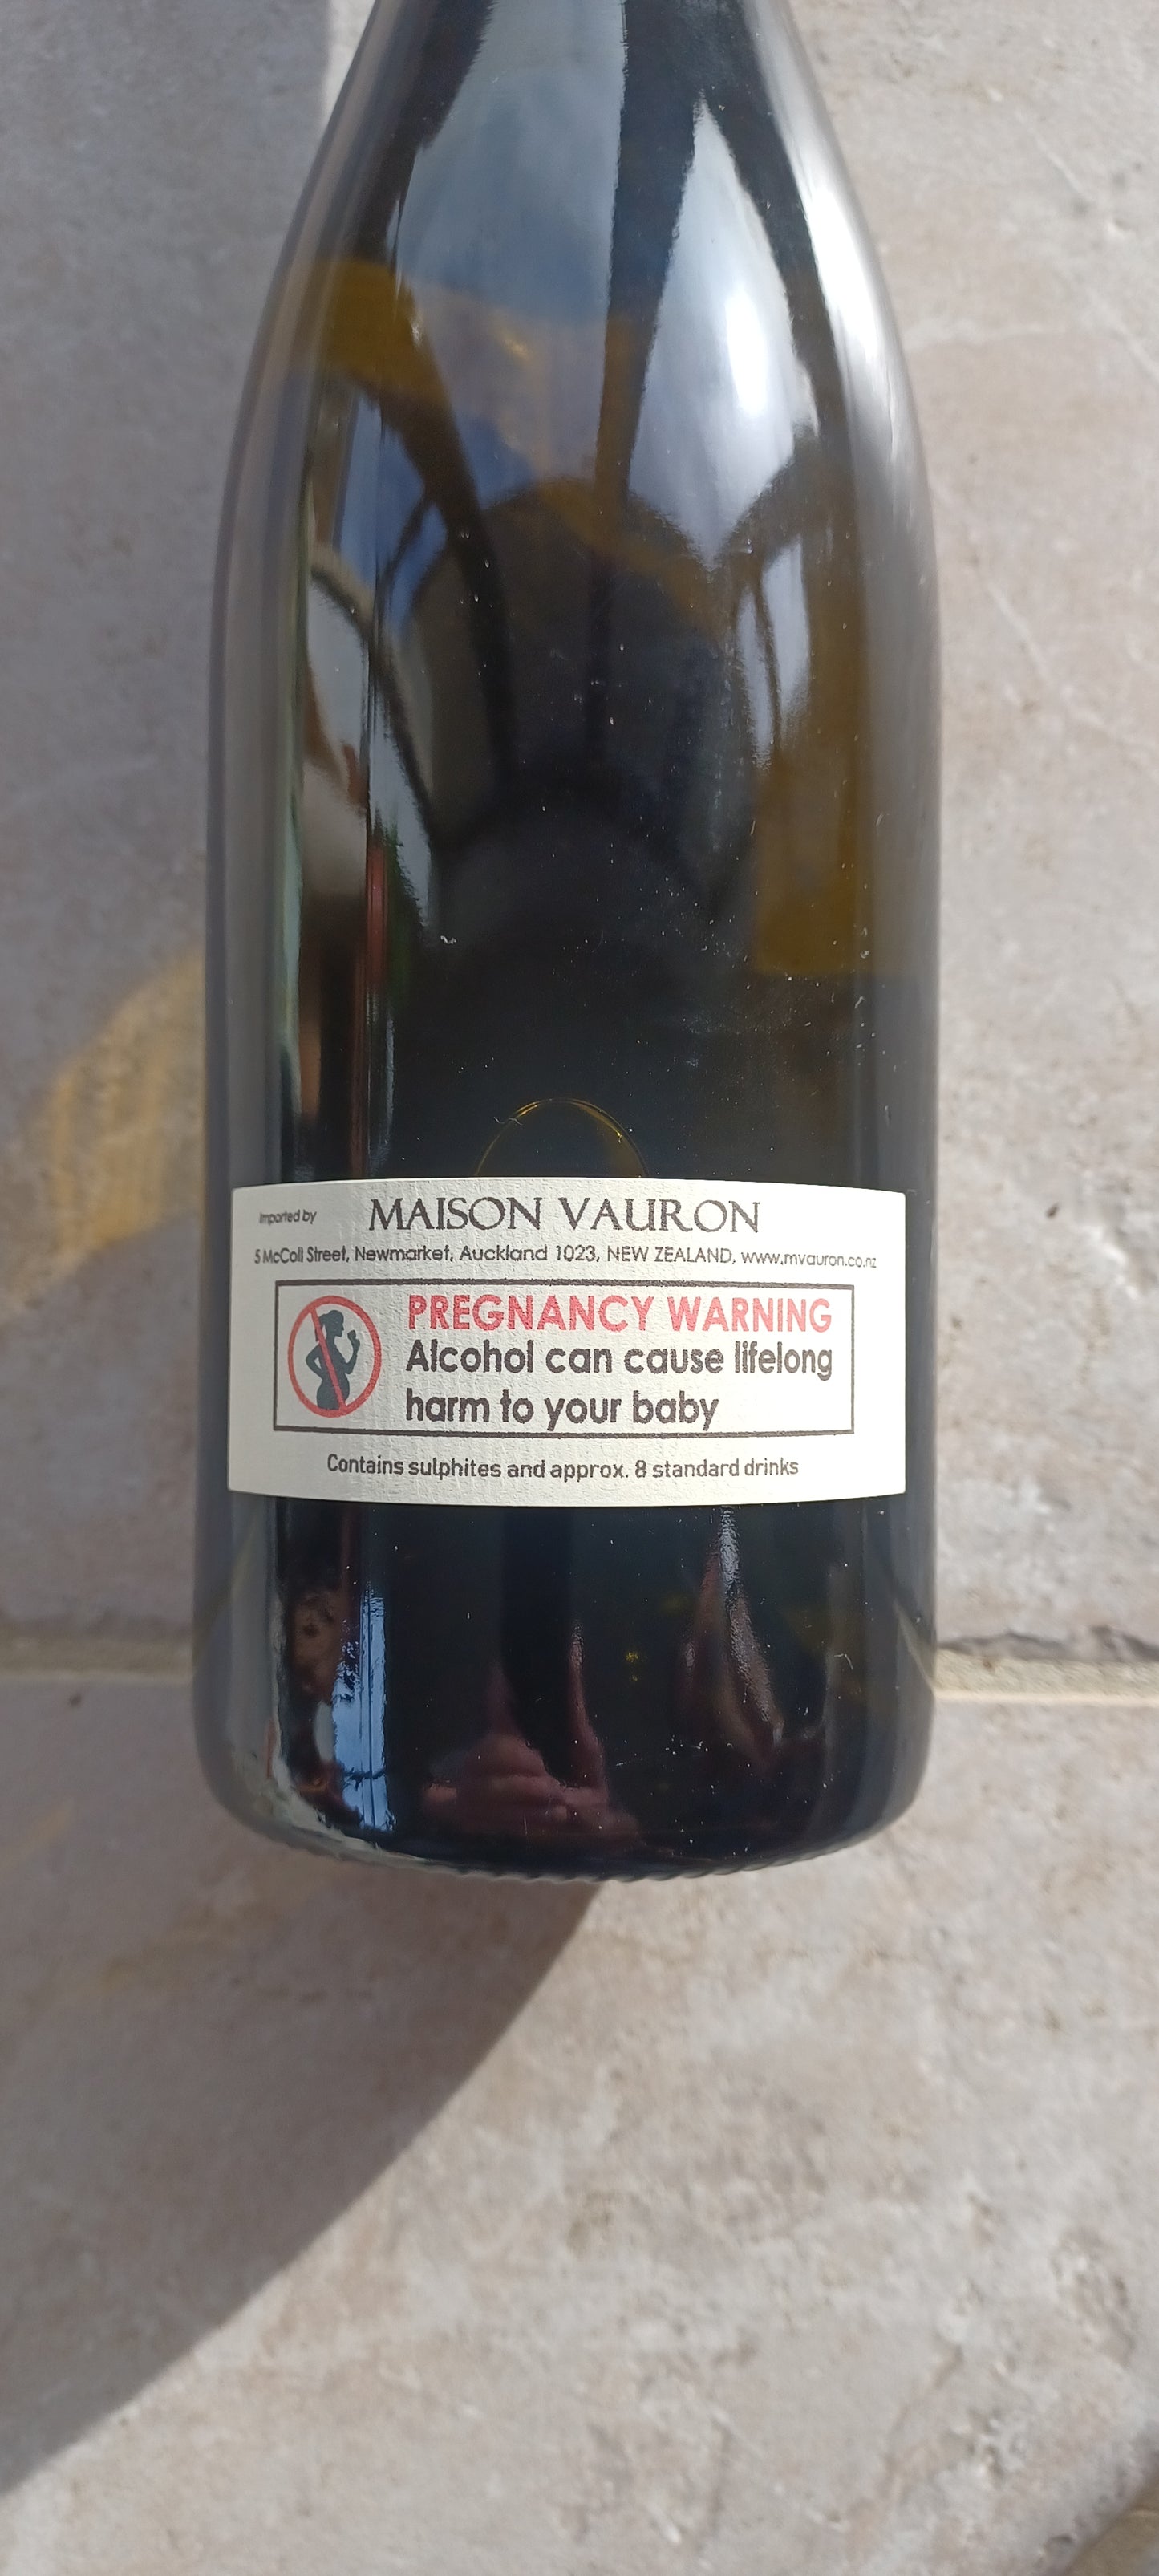 Imported by MAISON VAURON
5 McColl Street, Newmarket, Auckland 1023, NEW ZEALAND, www.mvauron.co.nz
PREGNANCY WARNING
Alcohol can cause lifelong
harm to your baby
Contains sulphites and approx. 8 standard drinks